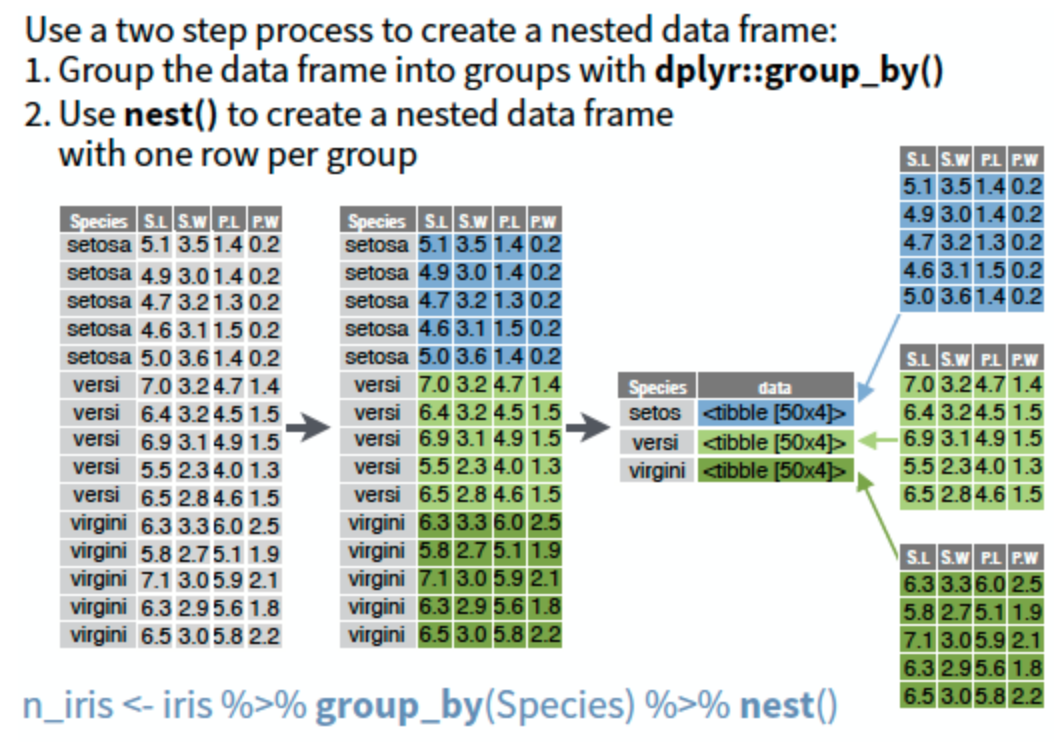 Use a two step process to create a nested data frame:
1. Group the data frame into groups with dplyr::group_by()
2. Use nest() to create a nested data frame
with one row per group
Species S.L S.W P.L P.W
setosa 5.1 3.5 1.4 0.2
setosa 4.9 3.0 1.4 0.2
setosa 4.7 3.2 1.3 0.2
setosa 4.6 3.1 1.5 0.2
setosa 5.0 3.6 1.4 0.2
versi 7.0 3.2 4.7 1.4
versi 6.4 3.2 4.5 1.5
versi 6.9 3.1 4.9 1.5
versi 5.5 2.3 4.0 1.3
versi 6.5 2.8 4.6 1.5
virgini 6.3 3.3 6.0 2.5
virgini 5.8 2.7 5.1 1.9
virgini 7.1 3.0 5.9 2.1
virgini 6.3 2.9 5.6 1.8
virgini 6.5 3.0 5.8 2.2
Species S.L S.W P.L P.W
setosa 5.1 3.5 1.4 0.2
setosa 4.9 3.0 1.4 0.2
setosa 4.7 3.2 1.3 0.2
setosa 4.6 3.1 1.5 0.2
setosa 5.0 3.6 1.4 0.2
versi 7.0 3.2 4.7 1.4
versi 6.4 3.2 4.5 1.5
versi 6.9 3.1 4.9 1.5
versi 5.5 2.3 4.0 1.3
versi 6.5 2.8 4.6 1.5
virgini 6.3 3.3 6.0 2.5
virgini 5.8 2.7 5.1 1.9
virgini 7.1 3.0 5.9 2.1
virgini 6.3 2.9 5.6 1.8
virgini 6.5 3.0 5.8 2.2
Species data
setos <tibble [50x4]>
versi <tibble [50x4]>
virgini <tibble [50x4]>
S.L S.W P.L P.W
5.1 3.5 1.4 0.2
4.9 3.0 1.4 0.2
4.7 3.2 1.3 0.2
4.6 3.1 1.5 0.2
5.0 3.6 1.4 0.2
S.L S.W P.L P.W
7.0 3.2 4.7 1.4
6.4 3.2 4.5 1.5
6.9 3.1 4.9 1.5
5.5 2.3 4.0 1.3
6.5 2.8 4.6 1.5
S.L S.W P.L P.W
6.3 3.3 6.0 2.5
5.8 2.7 5.1 1.9
7.1 3.0 5.9 2.1
6.3 2.9 5.6 1.8
6.5 3.0 5.8 2.2
n_iris <- iris %>% group_by(Species) %>% nest()